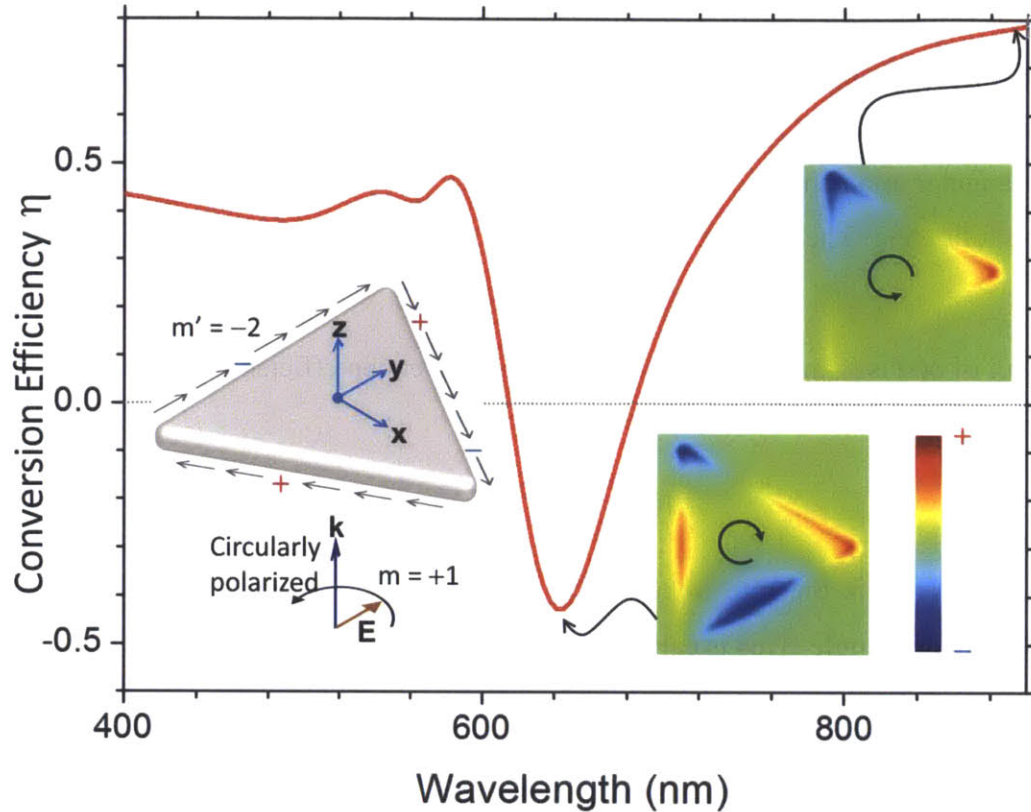 Conversion Efficiency η
0.5
0.0
-0.5
400
600
800
Wavelength (nm)
m' = −2
−
+
−
+
z
y
x
k
Circularly
polarized
m = +1
E
+
−